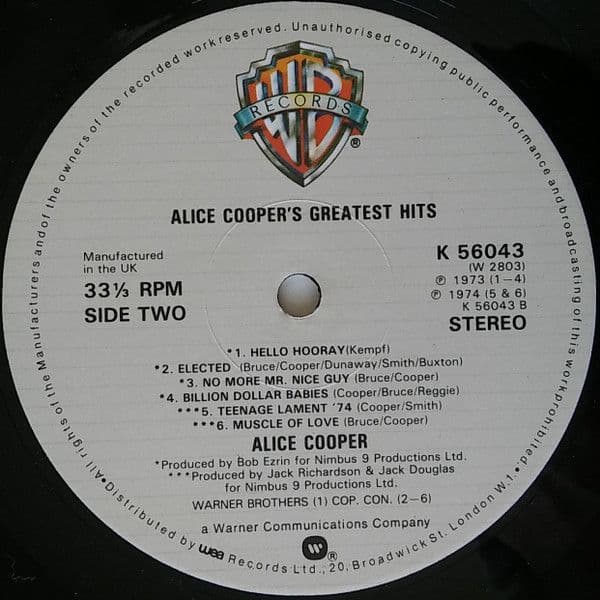 All rights of the Manufacturers and of the owners of the recorded work reserved. Unauthorised copying public performance and broadcasting of this work prohibited.
WB
RECORDS
®
ALICE COOPER'S GREATEST HITS
Manufactured
in the UK
33⅓ RPM
SIDE TWO
K 56043
(W 2803)
℗ 1973 (1–4)
℗ 1974 (5 & 6)
K 56043 B
STEREO
*1. HELLO HOORAY(Kempf)
*2. ELECTED (Bruce/Cooper/Dunaway/Smith/Buxton)
*3. NO MORE MR. NICE GUY (Bruce/Cooper)
*4. BILLION DOLLAR BABIES (Cooper/Bruce/Reggie)
***5. TEENAGE LAMENT '74 (Cooper/Smith)
***6. MUSCLE OF LOVE (Bruce/Cooper)
ALICE COOPER
*Produced by Bob Ezrin for Nimbus 9 Productions Ltd.
***Produced by Jack Richardson & Jack Douglas
for Nimbus 9 Productions Ltd.
WARNER BROTHERS (1) COP. CON. (2–6)
a Warner Communications Company
W ®
•Distributed by wea Records Ltd., 20, Broadwick St. London W.1.•